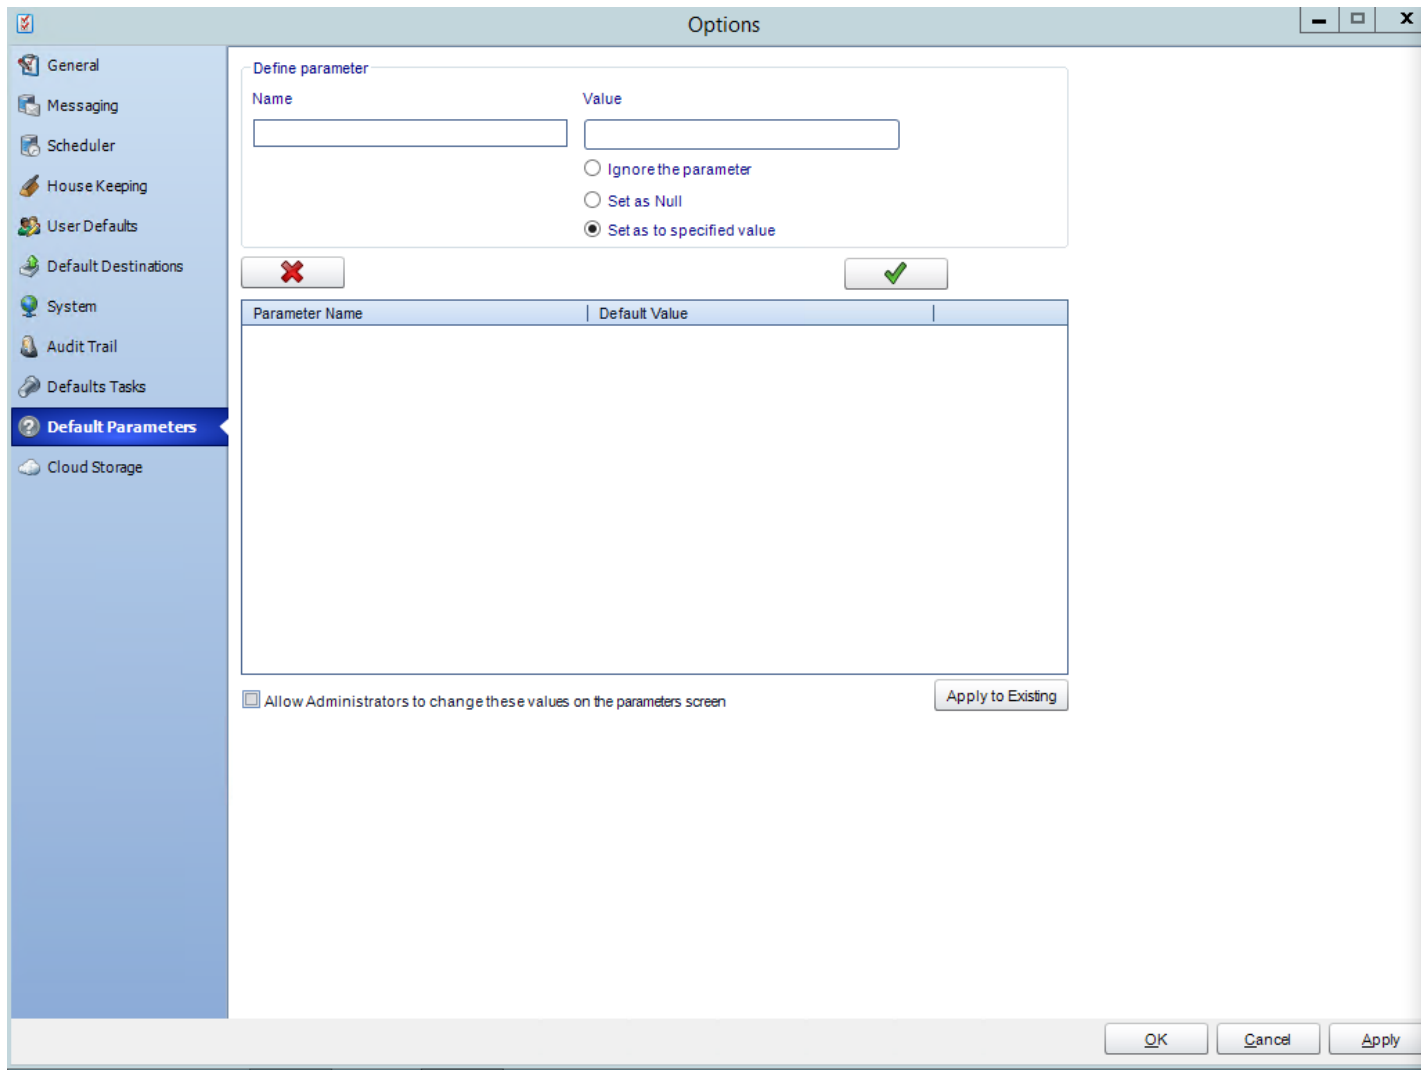 Options
General
Messaging
Scheduler
House Keeping
User Defaults
Default Destinations
System
Audit Trail
Defaults Tasks
Default Parameters
Cloud Storage
Define parameter
Name Value
Ignore the parameter
Set as Null
Set as to specified value
Parameter Name Default Value
Allow Administrators to change these values on the parameters screen
Apply to Existing
OK Cancel Apply